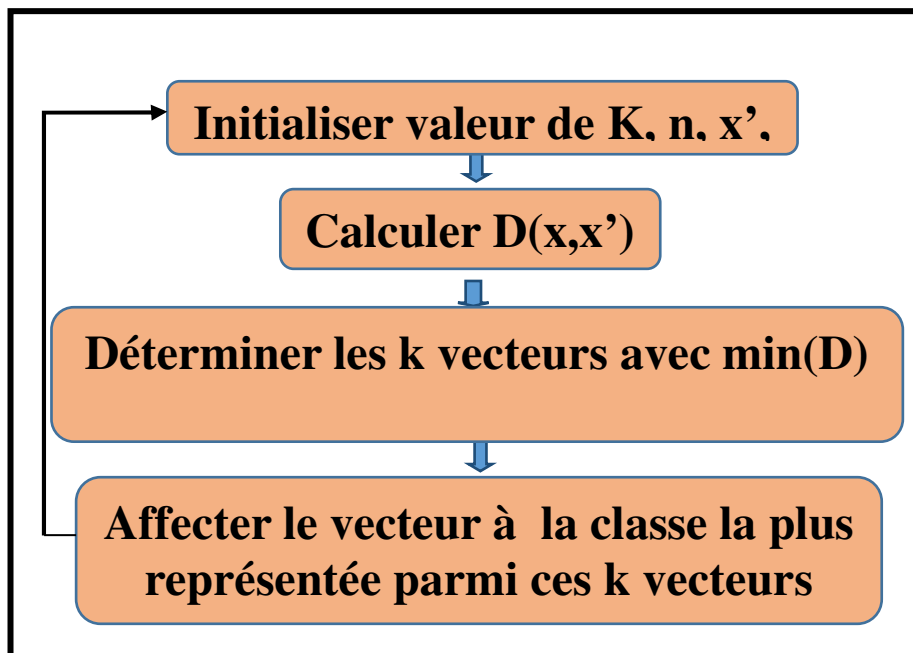 Initialiser valeur de K, n, x’,
Calculer D(x,x’)
Déterminer les k vecteurs avec min(D)
Affecter le vecteur à la classe la plus
représentée parmi ces k vecteurs